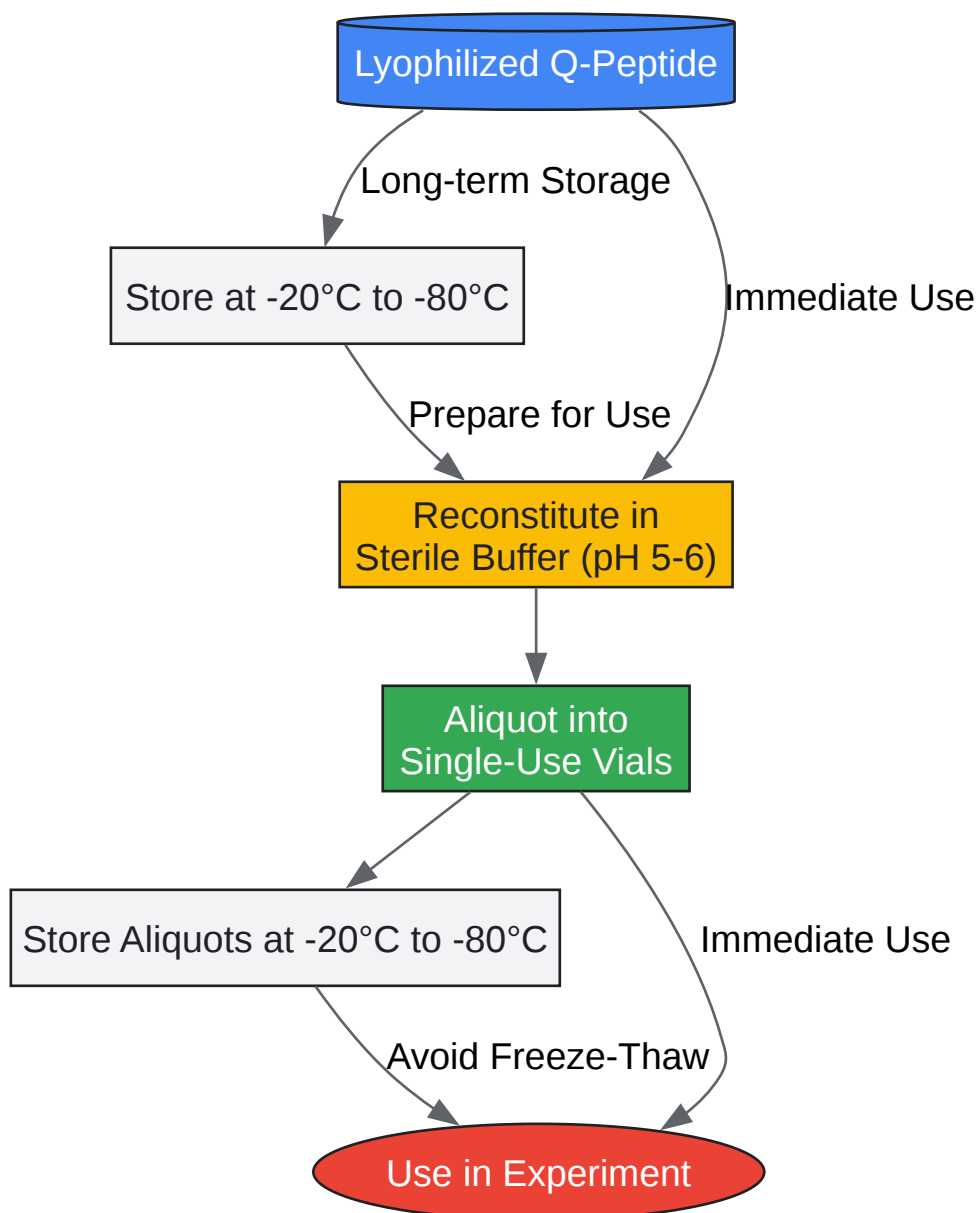 Lyophilized Q-Peptide
Long-term Storage
Store at -20°C to -80°C
Immediate Use
Prepare for Use
Reconstitute in
Sterile Buffer (pH 5-6)
Aliquot into
Single-Use Vials
Store Aliquots at -20°C to -80°C
Immediate Use
Avoid Freeze-Thaw
Use in Experiment